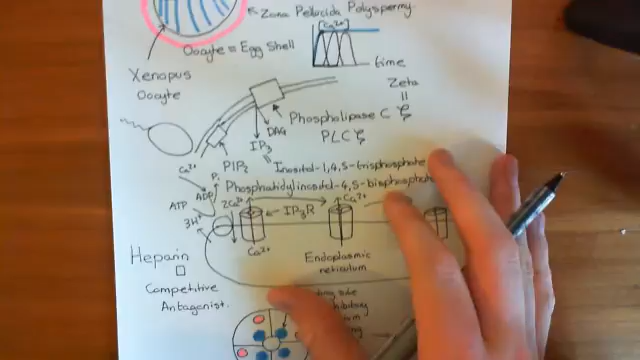 Zona Pellucida Polyspermy.
Oocyte = Egg Shell
[Ca²⁺]
time
Xenopus
Oocyte
Zeta
=
Phospholipase C ζ
PLC ζ
DAG
IP₃
=
PIP₂
Inositol-1,4,5-trisphosphate
Phosphatidylinositol-4,5-bisphosphate
Ca²⁺
Pᵢ
ADP
ATP
3H⁺
2Ca²⁺
IP₃R
Ca²⁺
Ca²⁺
Endoplasmic
reticulum
Heparin
Competitive
Antagonist.
site